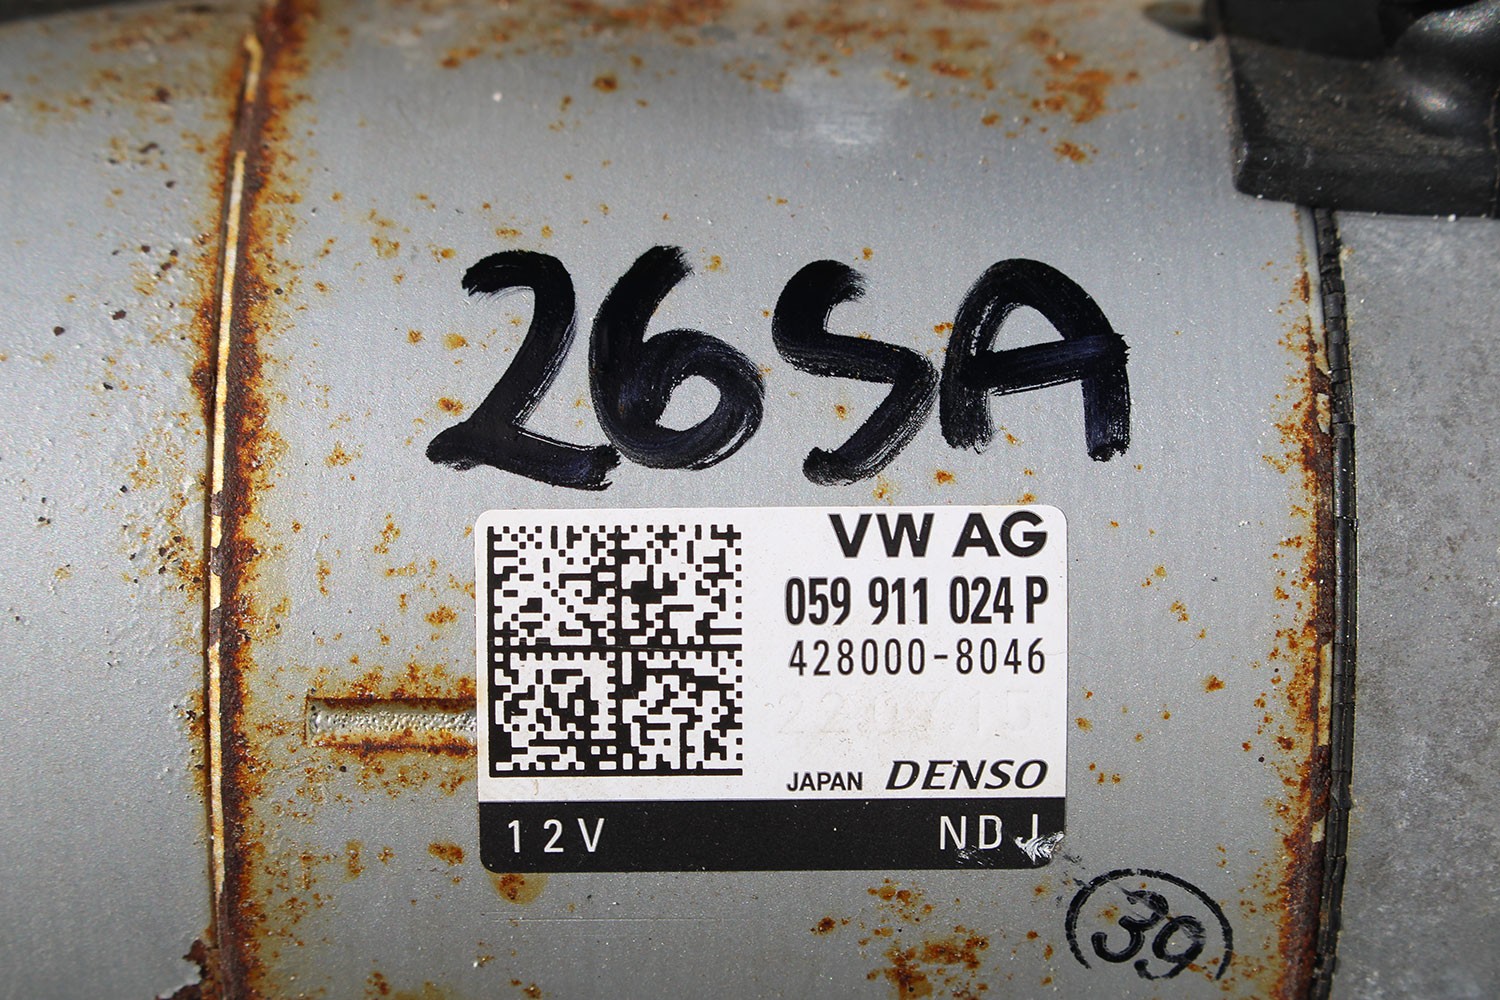 26SA
VW AG
059 911 024 P
428000-8046
JAPAN DENSO
12V NDJ
39